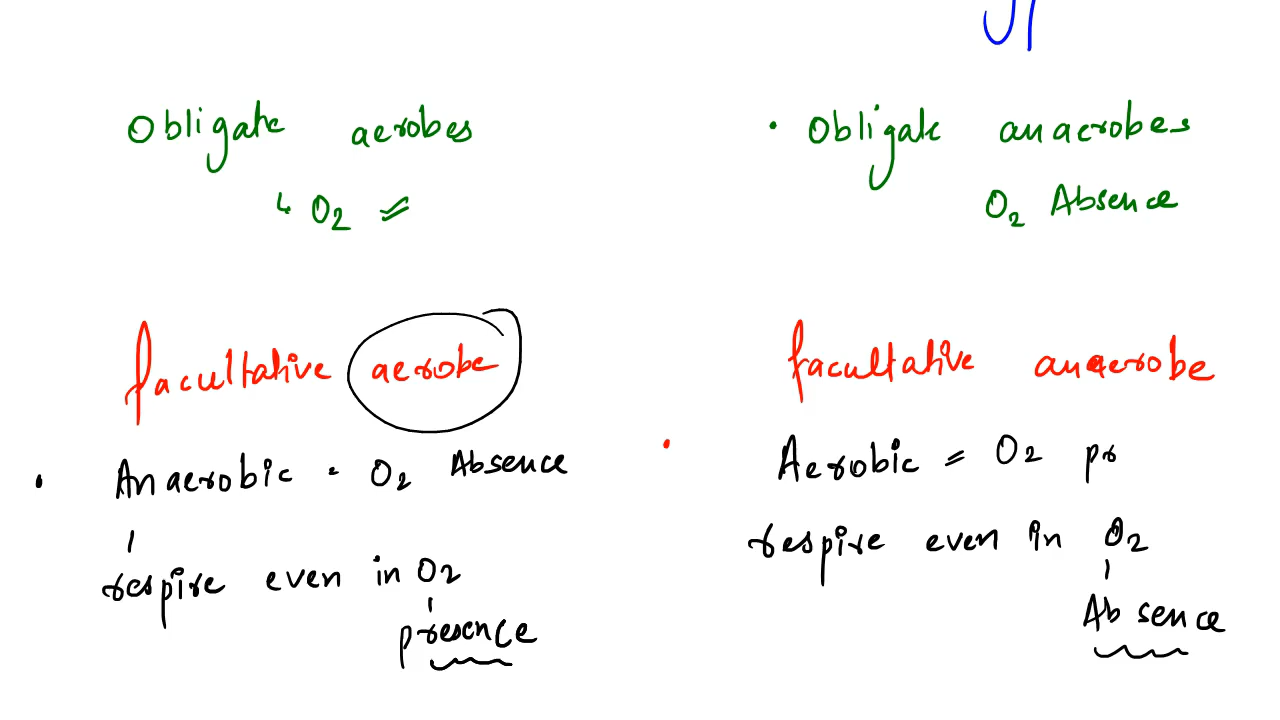 Obligate aerobes
↳ O2
facultative aerobe
• Anaerobic = O2 Absence
respire even in O2
presence
• Obligate anaerobes
O2 Absence
facultative anaerobe
• Aerobic = O2 pr
respire even in O2
Absence